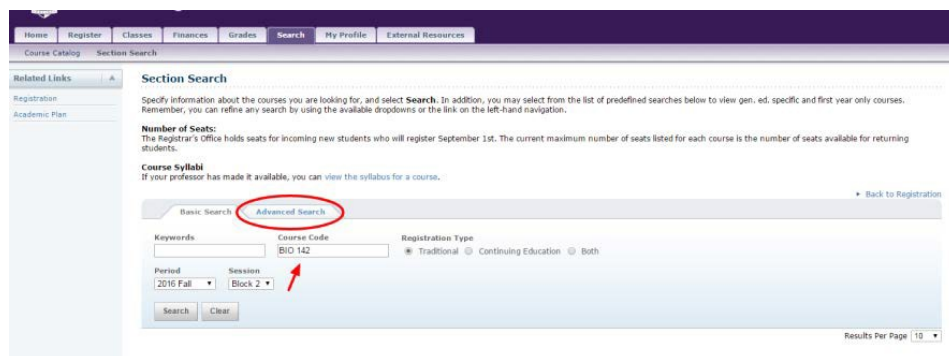 Home Register Classes Finances Grades Search My Profile External Resources
Course Catalog Section Search
Related Links
Registration
Academic Plan
Section Search
Specify information about the courses you are looking for, and select Search. In addition, you may select from the list of predefined searches below to view gen. ed. specific and first year only courses.
Remember, you can refine any search by using the available dropdowns or the link on the left-hand navigation.
Number of Seats:
The Registrar's Office holds seats for incoming new students who will register September 1st. The current maximum number of seats listed for each course is the number of seats available for returning
students.
Course Syllabi
If your professor has made it available, you can view the syllabus for a course.
Back to Registration
Basic Search Advanced Search
Keywords Course Code Registration Type
BIO 142 Traditional Continuing Education Both
Period Session
2016 Fall Block 2
Search Clear
Results Per Page 10